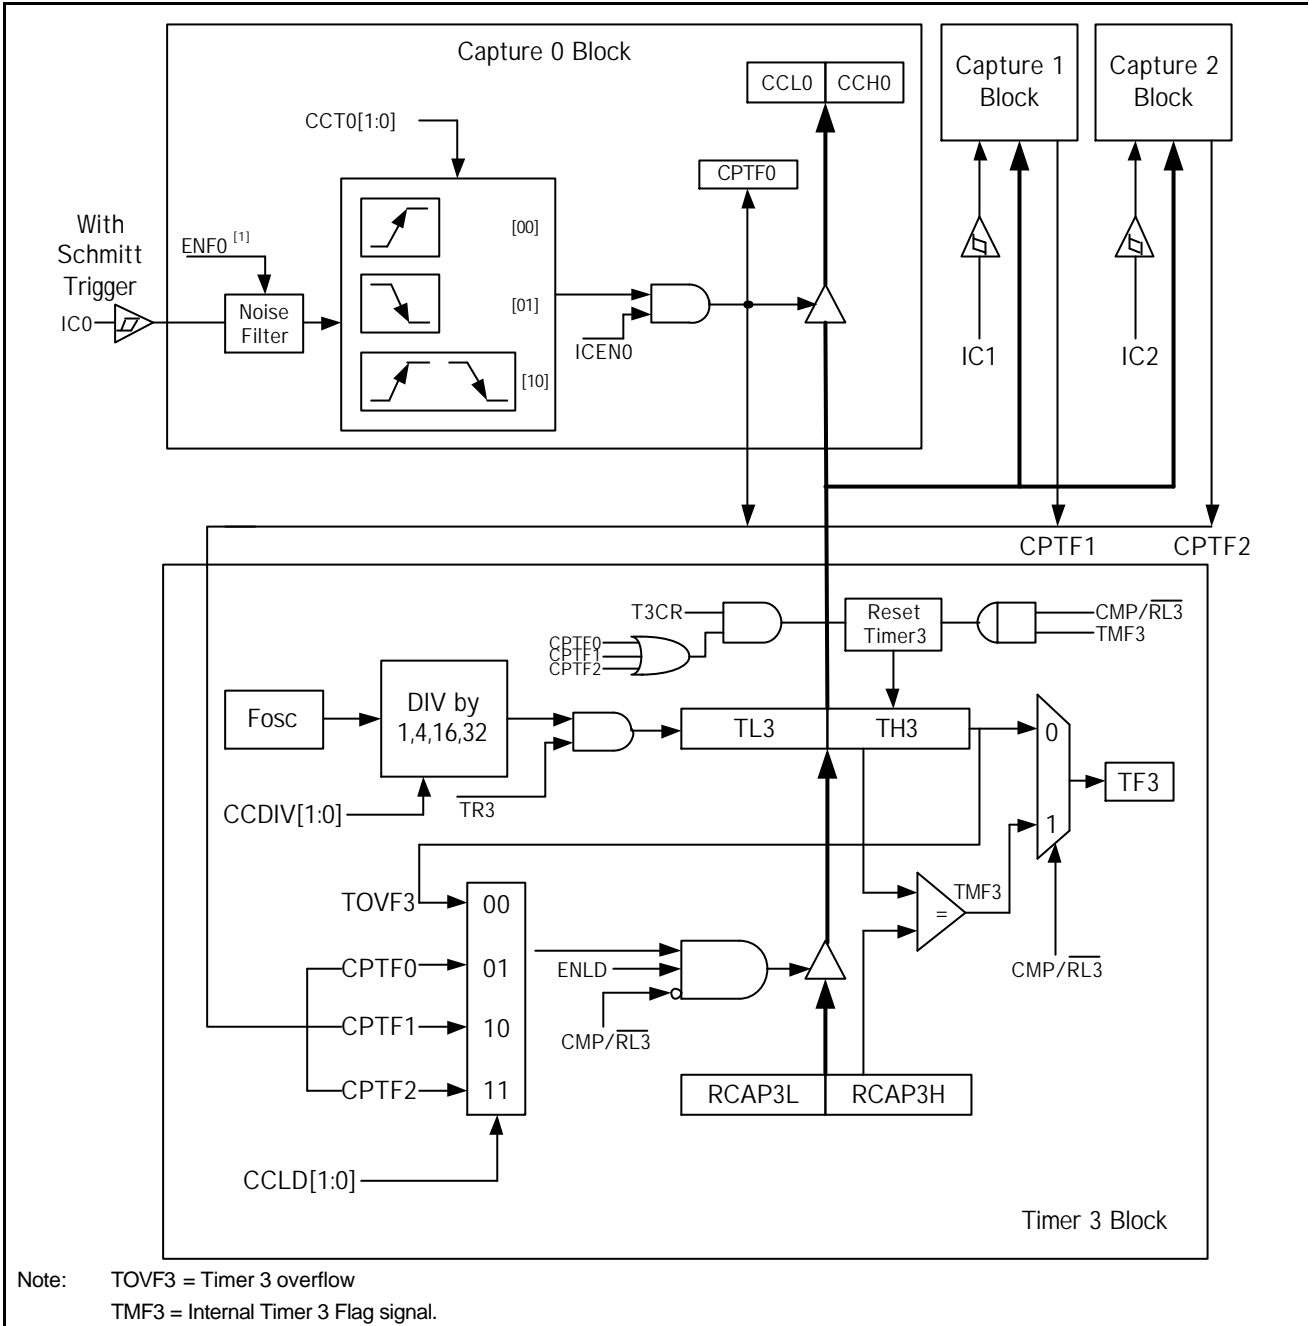 Capture 0 Block
CCL0 CCH0
Capture 1
Block
Capture 2
Block
CCT0[1:0]
CPTF0
With
Schmitt
Trigger
IC0
ENF0 [1]
Noise
Filter
[00]
[01]
[10]
ICEN0
IC1
IC2
CPTF1
CPTF2
T3CR
CPTF0
CPTF1
CPTF2
Reset
Timer3
CMP/RL3
TMF3
Fosc
DIV by
1,4,16,32
TL3 TH3
0
1
TF3
CCDIV[1:0]
TR3
TOVF3
CPTF0
CPTF1
CPTF2
00
01
10
11
ENLD
CMP/RL3
=
TMF3
CMP/RL3
RCAP3L RCAP3H
CCLD[1:0]
Timer 3 Block
Note: TOVF3 = Timer 3 overflow
TMF3 = Internal Timer 3 Flag signal.